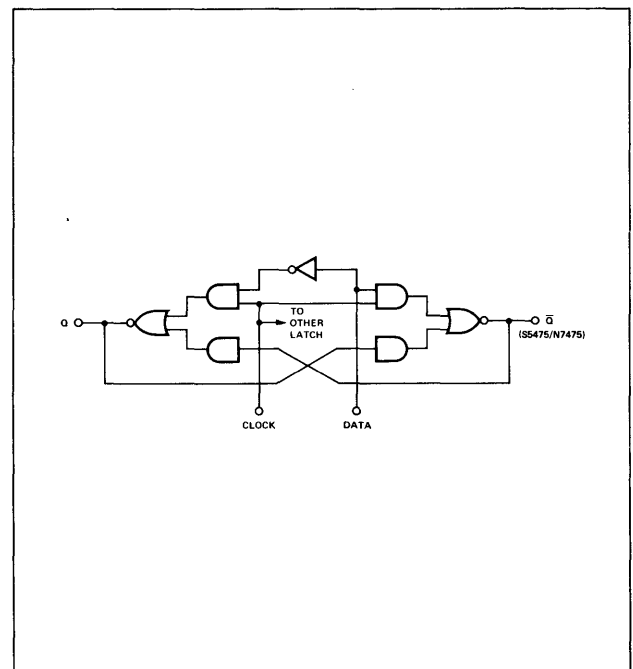 TO
OTHER
LATCH
Q
Q̅
(S5475/N7475)
CLOCK
DATA